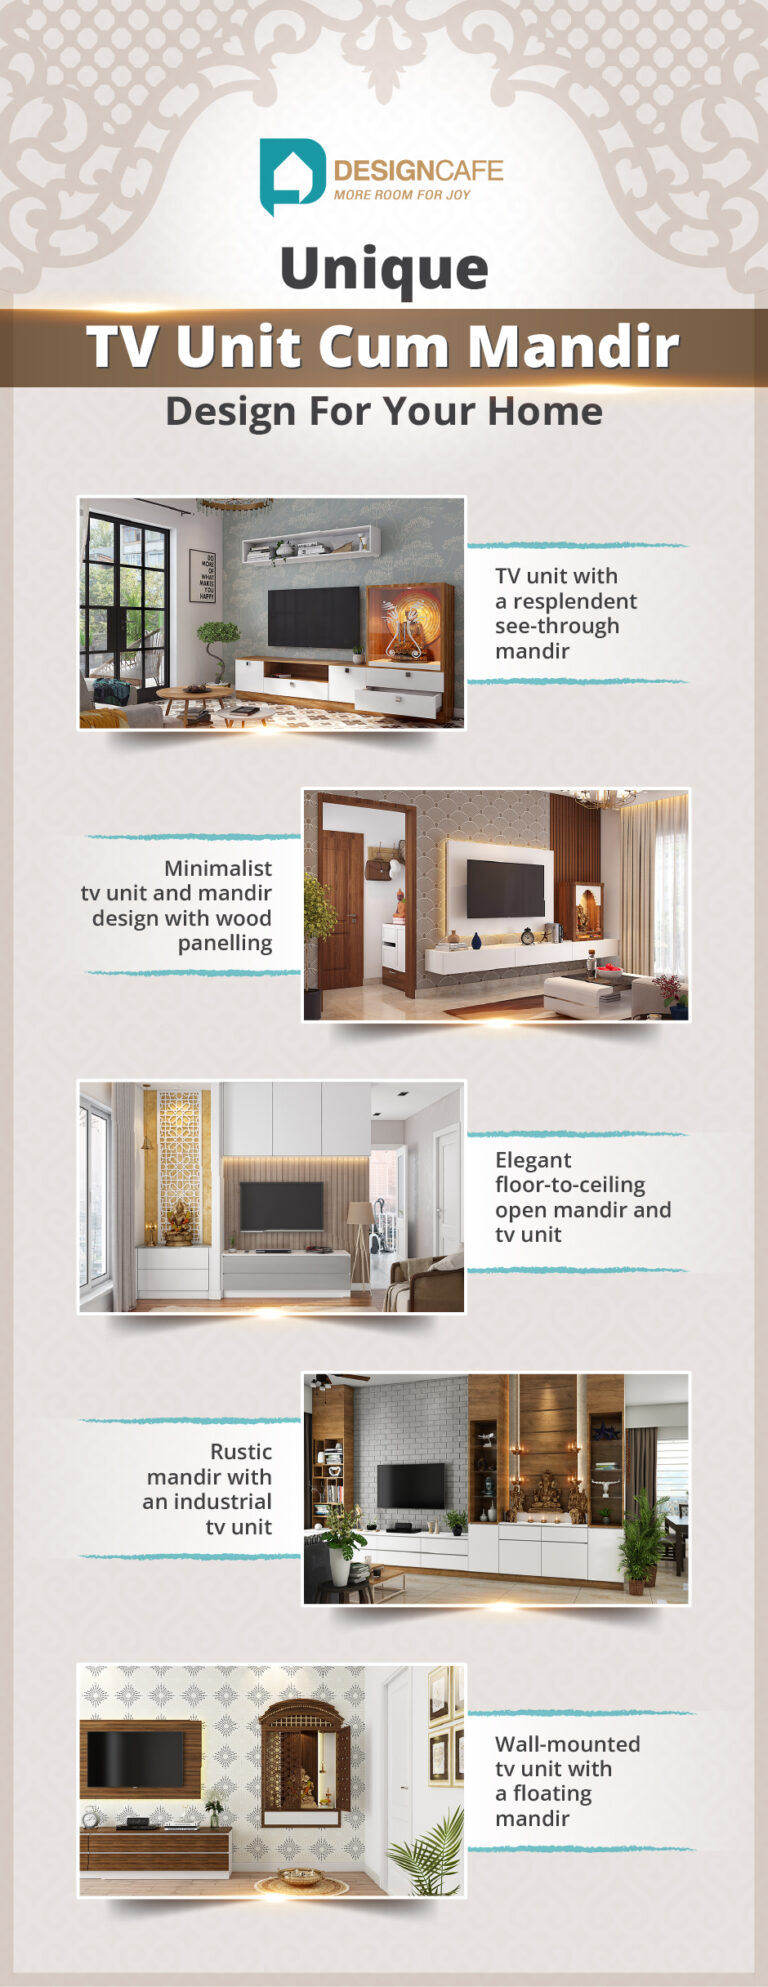 DESIGNCAFE
MORE ROOM FOR JOY
Unique
TV Unit Cum Mandir
Design For Your Home
DO
MORE
OF
WHAT
MAKES
YOU
HAPPY
TV unit with
a resplendent
see-through
mandir
Minimalist
tv unit and mandir
design with wood
panelling
Elegant
floor-to-ceiling
open mandir and
tv unit
Rustic
mandir with
an industrial
tv unit
Wall-mounted
tv unit with
a floating
mandir